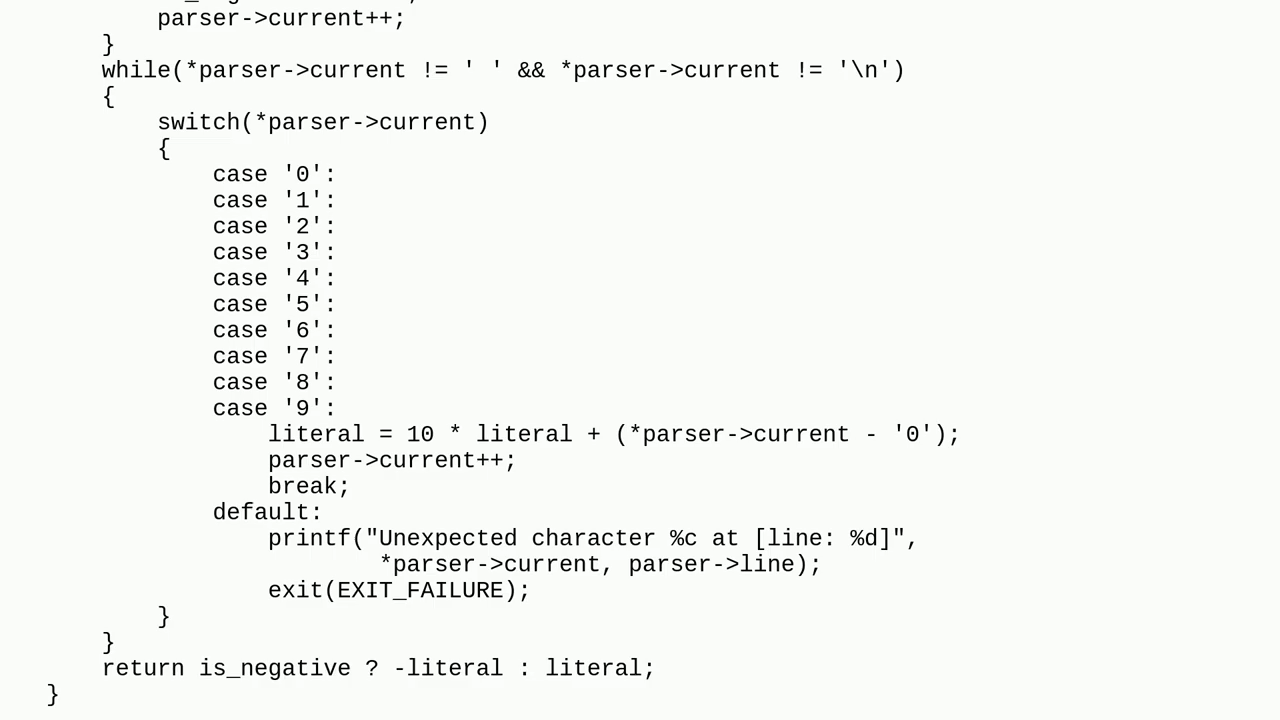 parser->current++;
}
while(*parser->current != ' ' && *parser->current != '\n')
{
switch(*parser->current)
{
case '0':
case '1':
case '2':
case '3':
case '4':
case '5':
case '6':
case '7':
case '8':
case '9':
literal = 10 * literal + (*parser->current - '0');
parser->current++;
break;
default:
printf("Unexpected character %c at [line: %d]",
*parser->current, parser->line);
exit(EXIT_FAILURE);
}
}
return is_negative ? -literal : literal;
}